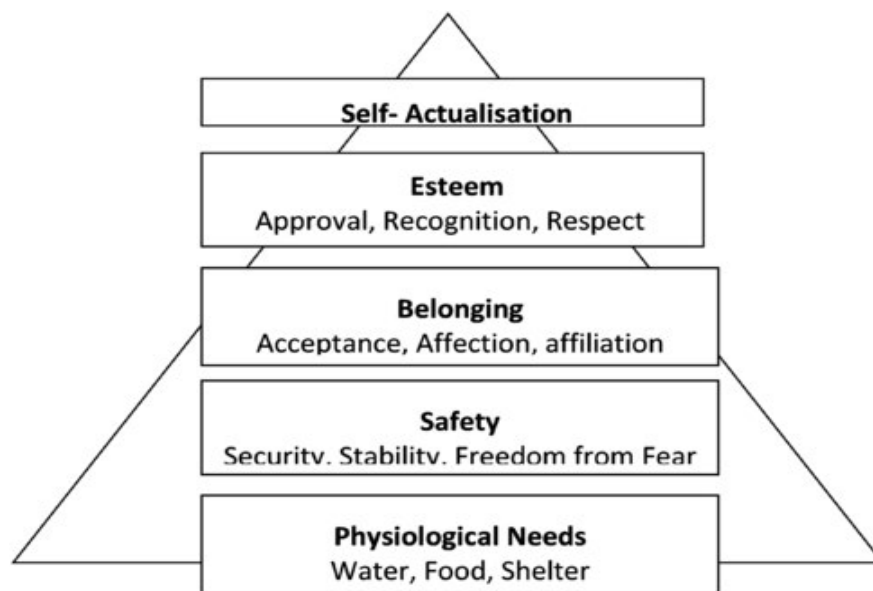 Self- Actualisation
Esteem
Approval, Recognition, Respect
Belonging
Acceptance, Affection, affiliation
Safety
Security, Stability, Freedom from Fear
Physiological Needs
Water, Food, Shelter